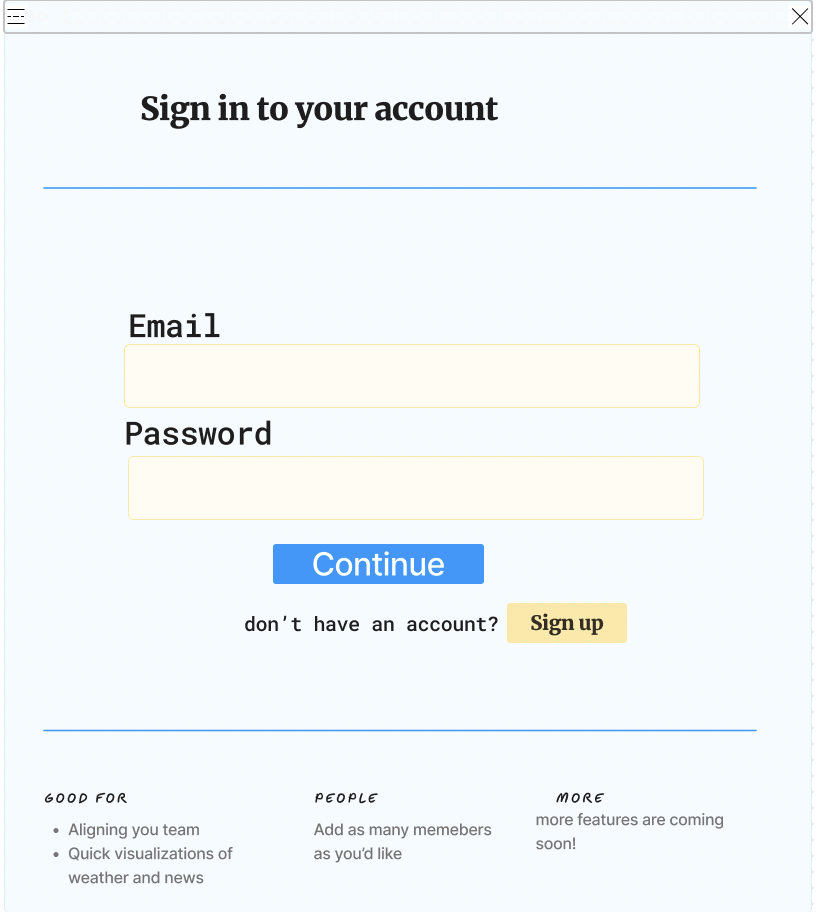 Sign in to your account
Email
Password
Continue
don’t have an account? Sign up
GOOD FOR
• Aligning you team
• Quick visualizations of
weather and news
PEOPLE
Add as many memebers
as you’d like
MORE
more features are coming
soon!